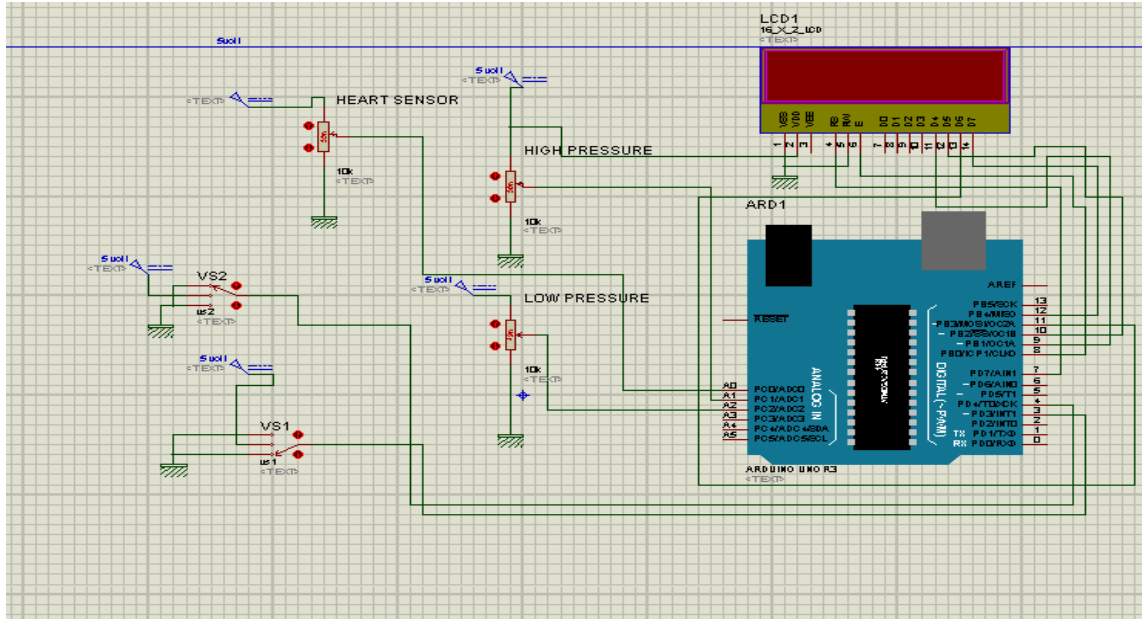 LCD1
16_X_2_LCD
<TEXT>
5volt
5volt
<TEXT>
<TEXT>
HEART SENSOR
10k
<TEXT>
HIGH PRESSURE
10k
<TEXT>
VSS
VDD
VEE
RS
RW
E
D0
D1
D2
D3
D4
D5
D6
D7
1
2
3
4
5
6
7
8
9
10
11
12
13
14
5volt
<TEXT>
VS2
vs2
<TEXT>
5volt
<TEXT>
LOW PRESSURE
10k
<TEXT>
5volt
<TEXT>
VS1
vs1
<TEXT>
ARD1
RESET
AREF
PB5/SCK 13
PB4/MISO 12
~PB3/MOSI/OC2A 11
~PB2/SS/OC1B 10
~PB1/OC1A 9
PB0/ICP1/CLKO 8
PD7/AIN1 7
~PD6/AIN0 6
~PD5/T1 5
PD4/T0/XCK 4
~PD3/INT1 3
PD2/INT0 2
TX PD1/TXD 1
RX PD0/RXD 0
DIGITAL (~PWM)
ANALOG IN
A0 PC0/ADC0
A1 PC1/ADC1
A2 PC2/ADC2
A3 PC3/ADC3
A4 PC4/ADC4/SDA
A5 PC5/ADC5/SCL
ARDUINO UNO R3
<TEXT>